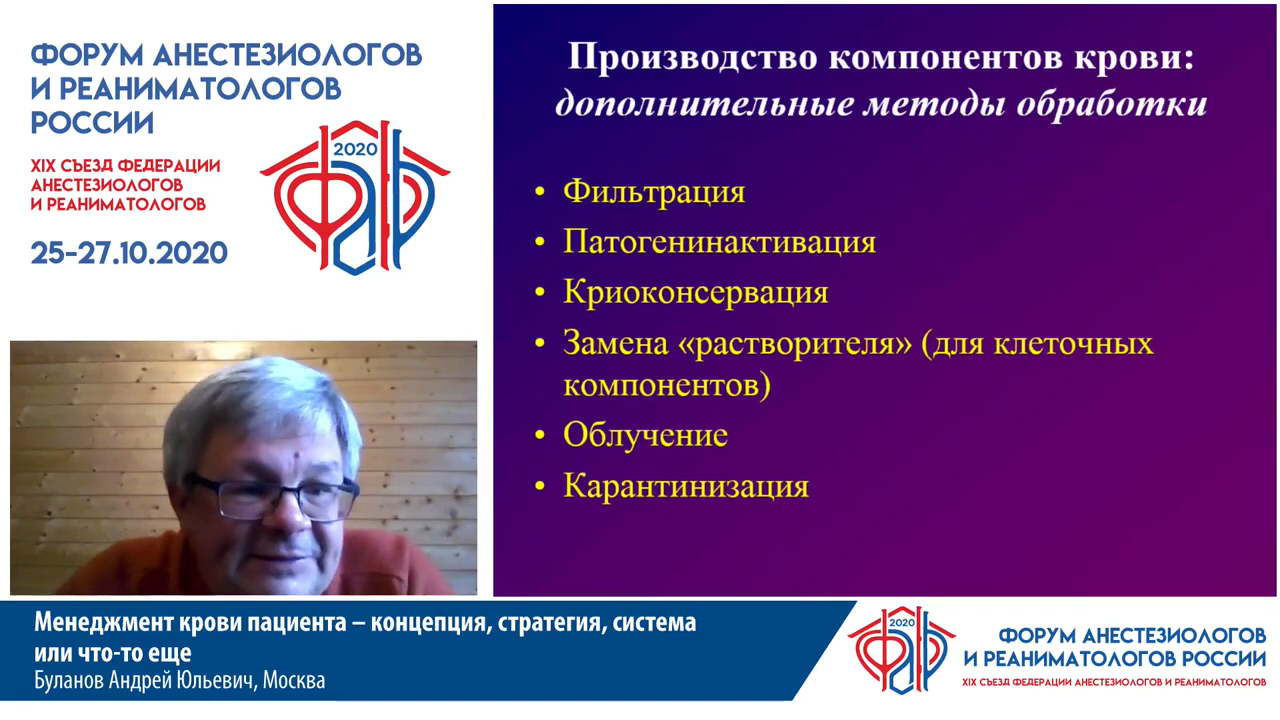 ФОРУМ АНЕСТЕЗИОЛОГОВ
И РЕАНИМАТОЛОГОВ
РОССИИ
XIX СЪЕЗД ФЕДЕРАЦИИ
АНЕСТЕЗИОЛОГОВ
И РЕАНИМАТОЛОГОВ
25-27.10.2020
2020
ФАР
Производство компонентов крови:
дополнительные методы обработки
• Фильтрация
• Патогенинактивация
• Криоконсервация
• Замена «растворителя» (для клеточных
компонентов)
• Облучение
• Карантинизация
Менеджмент крови пациента – концепция, стратегия, система
или что-то еще
Буланов Андрей Юльевич, Москва
2020
ФАР
ФОРУМ АНЕСТЕЗИОЛОГОВ
И РЕАНИМАТОЛОГОВ РОССИИ
XIX СЪЕЗД ФЕДЕРАЦИИ АНЕСТЕЗИОЛОГОВ И РЕАНИМАТОЛОГОВ